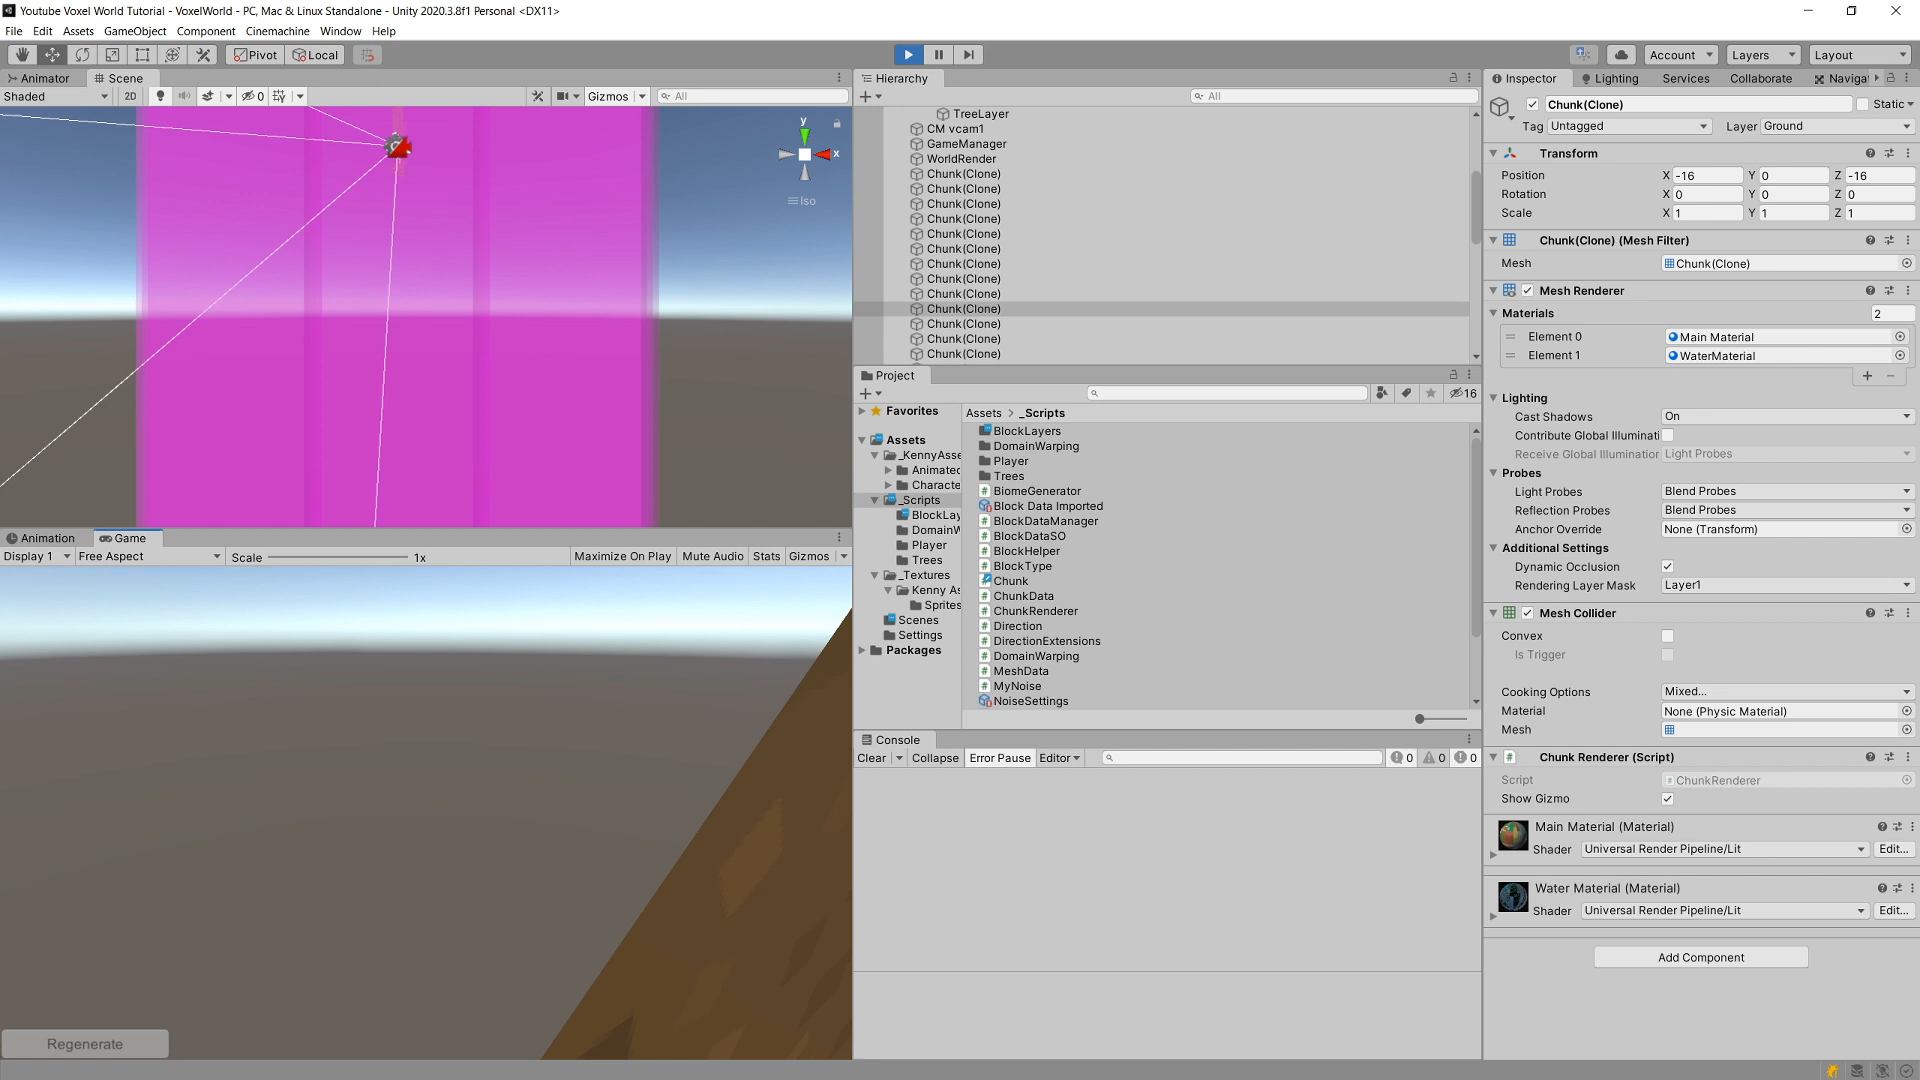 Youtube Voxel World Tutorial - VoxelWorld - PC, Mac & Linux Standalone - Unity 2020.3.8f1 Personal <DX11>
File Edit Assets GameObject Component Cinemachine Window Help
Pivot Local Account Layers Layout
Animator Scene
Shaded 2D 0 Gizmos All
y
x
Iso
Animation Game
Display 1 Free Aspect Scale 1x Maximize On Play Mute Audio Stats Gizmos
Regenerate
Hierarchy
All
TreeLayer
CM vcam1
GameManager
WorldRender
Chunk(Clone)
Chunk(Clone)
Chunk(Clone)
Chunk(Clone)
Chunk(Clone)
Chunk(Clone)
Chunk(Clone)
Chunk(Clone)
Chunk(Clone)
Chunk(Clone)
Chunk(Clone)
Chunk(Clone)
Chunk(Clone)
Project
16
Favorites
Assets
_KennyAsse
Animated
Characte
_Scripts
BlockLay
DomainW
Player
Trees
_Textures
Kenny As
Sprites
Scenes
Settings
Packages
Assets > _Scripts
BlockLayers
DomainWarping
Player
Trees
BiomeGenerator
Block Data Imported
BlockDataManager
BlockDataSO
BlockHelper
BlockType
Chunk
ChunkData
ChunkRenderer
Direction
DirectionExtensions
DomainWarping
MeshData
MyNoise
NoiseSettings
Console
Clear Collapse Error Pause Editor 0 0 0
Inspector Lighting Services Collaborate Navigat
Chunk(Clone) Static
Tag Untagged Layer Ground
Transform
Position X -16 Y 0 Z -16
Rotation X 0 Y 0 Z 0
Scale X 1 Y 1 Z 1
Chunk(Clone) (Mesh Filter)
Mesh Chunk(Clone)
Mesh Renderer
Materials 2
Element 0 Main Material
Element 1 WaterMaterial
+ -
Lighting
Cast Shadows On
Contribute Global Illuminati
Receive Global Illumination Light Probes
Probes
Light Probes Blend Probes
Reflection Probes Blend Probes
Anchor Override None (Transform)
Additional Settings
Dynamic Occlusion
Rendering Layer Mask Layer1
Mesh Collider
Convex
Is Trigger
Cooking Options Mixed...
Material None (Physic Material)
Mesh
Chunk Renderer (Script)
Script ChunkRenderer
Show Gizmo
Main Material (Material)
Shader Universal Render Pipeline/Lit Edit...
Water Material (Material)
Shader Universal Render Pipeline/Lit Edit...
Add Component